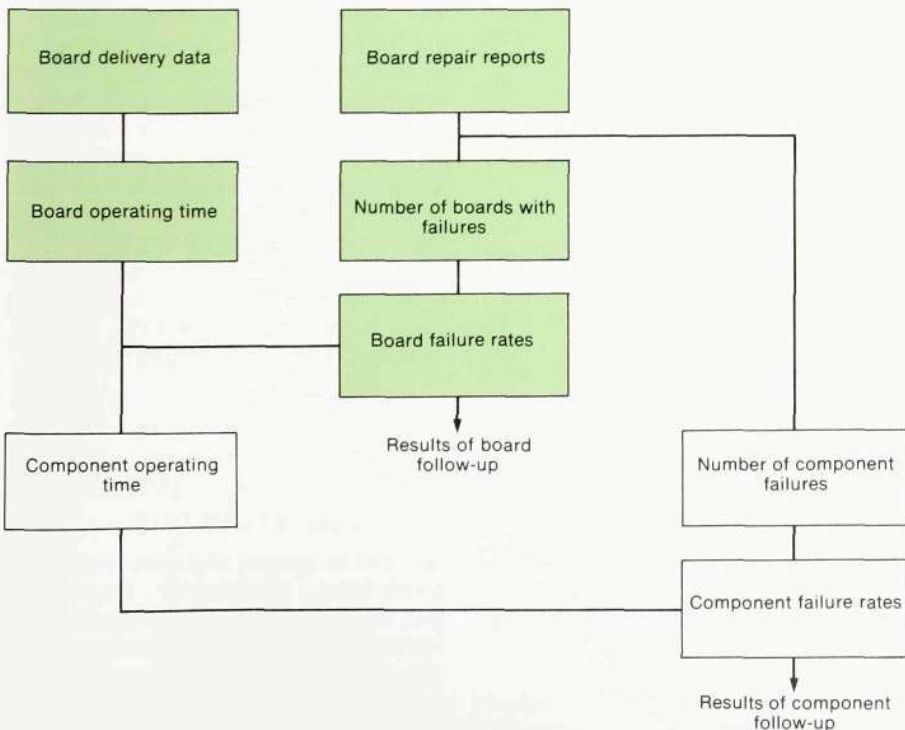 Board delivery data
Board repair reports
Board operating time
Number of boards with
failures
Board failure rates
Results of board
follow-up
Component operating
time
Number of component
failures
Component failure rates
Results of component
follow-up